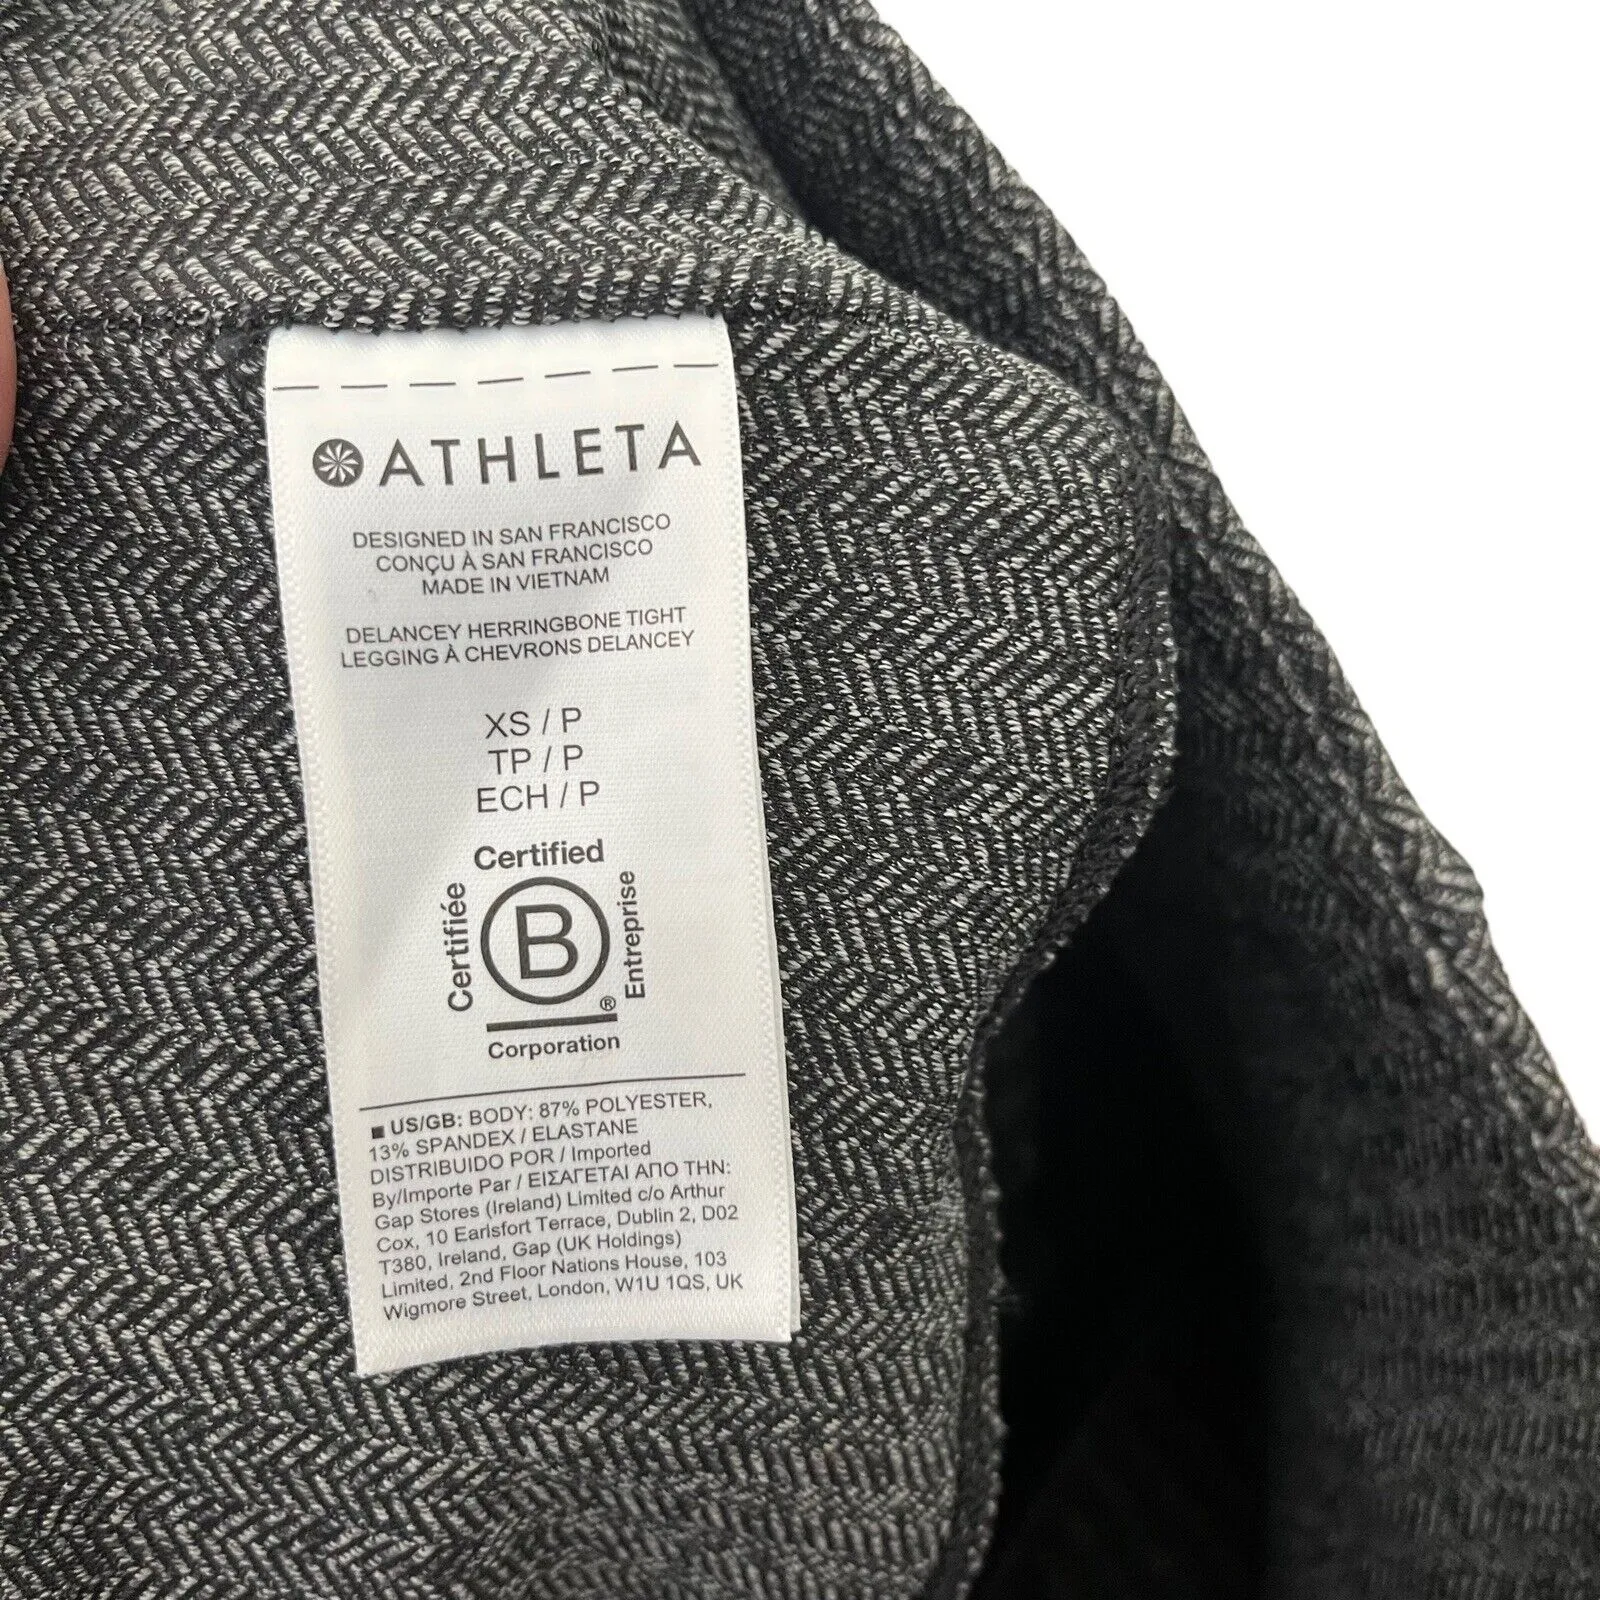 ATHLETA
DESIGNED IN SAN FRANCISCO
CONÇU À SAN FRANCISCO
MADE IN VIETNAM
DELANCEY HERRINGBONE TIGHT
LEGGING À CHEVRONS DELANCEY
XS / P
TP / P
ECH / P
Certified
Certifiée
B
Entreprise
®
Corporation
■ US/GB: BODY: 87% POLYESTER,
13% SPANDEX / ELASTANE
DISTRIBUIDO POR / Imported
By/Importe Par / ΕΙΣΑΓΕΤΑΙ ΑΠΟ ΤΗΝ:
Gap Stores (Ireland) Limited c/o Arthur
Cox, 10 Earlsfort Terrace, Dublin 2, D02
T380, Ireland, Gap (UK Holdings)
Limited, 2nd Floor Nations House, 103
Wigmore Street, London, W1U 1QS, UK